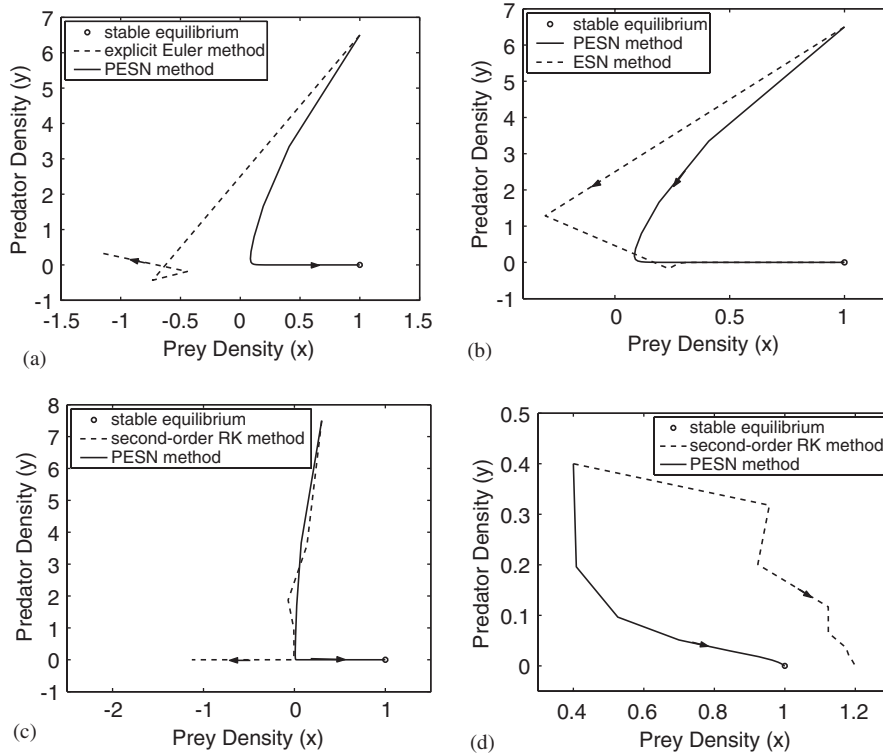 7
6
5
4
3
2
1
0
-1
-1.5
-1
-0.5
0
0.5
1
1.5
Predator Density (y)
Prey Density (x)
stable equilibrium
explicit Euler method
PESN method
(a)
7
6
5
4
3
2
1
0
-1
0
0.5
1
Predator Density (y)
Prey Density (x)
stable equilibrium
PESN method
ESN method
(b)
8
7
6
5
4
3
2
1
0
-1
-2
-1
0
1
Predator Density (y)
Prey Density (x)
stable equilibrium
second-order RK method
PESN method
(c)
0.5
0.4
0.3
0.2
0.1
0
0.4
0.6
0.8
1
1.2
Predator Density (y)
Prey Density (x)
stable equilibrium
second-order RK method
PESN method
(d)